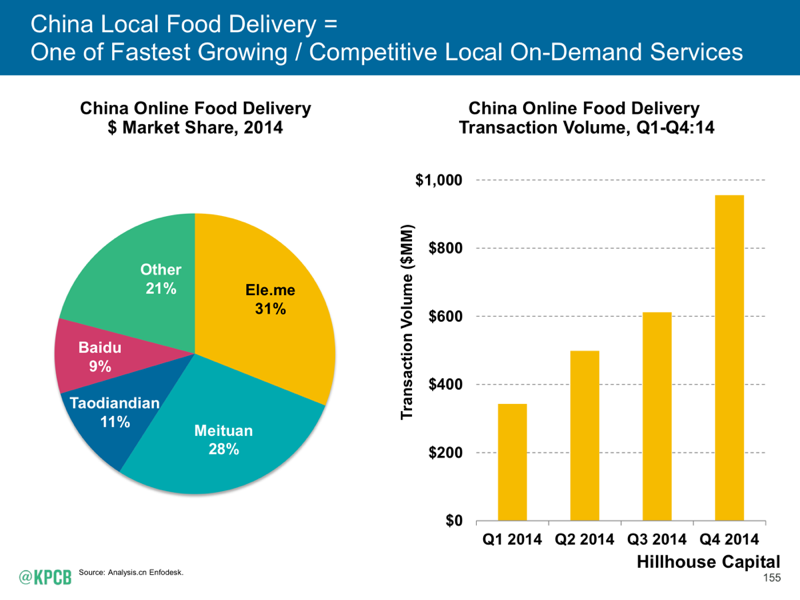 China Local Food Delivery =
One of Fastest Growing / Competitive Local On-Demand Services
China Online Food Delivery
$ Market Share, 2014
Other
21%
Ele.me
31%
Baidu
9%
Taodiandian
11%
Meituan
28%
China Online Food Delivery
Transaction Volume, Q1-Q4:14
Transaction Volume ($MM)
$1,000
$800
$600
$400
$200
$0
Q1 2014 Q2 2014 Q3 2014 Q4 2014
Hillhouse Capital
@KPCB
Source: Analysis.cn Enfodesk.
155